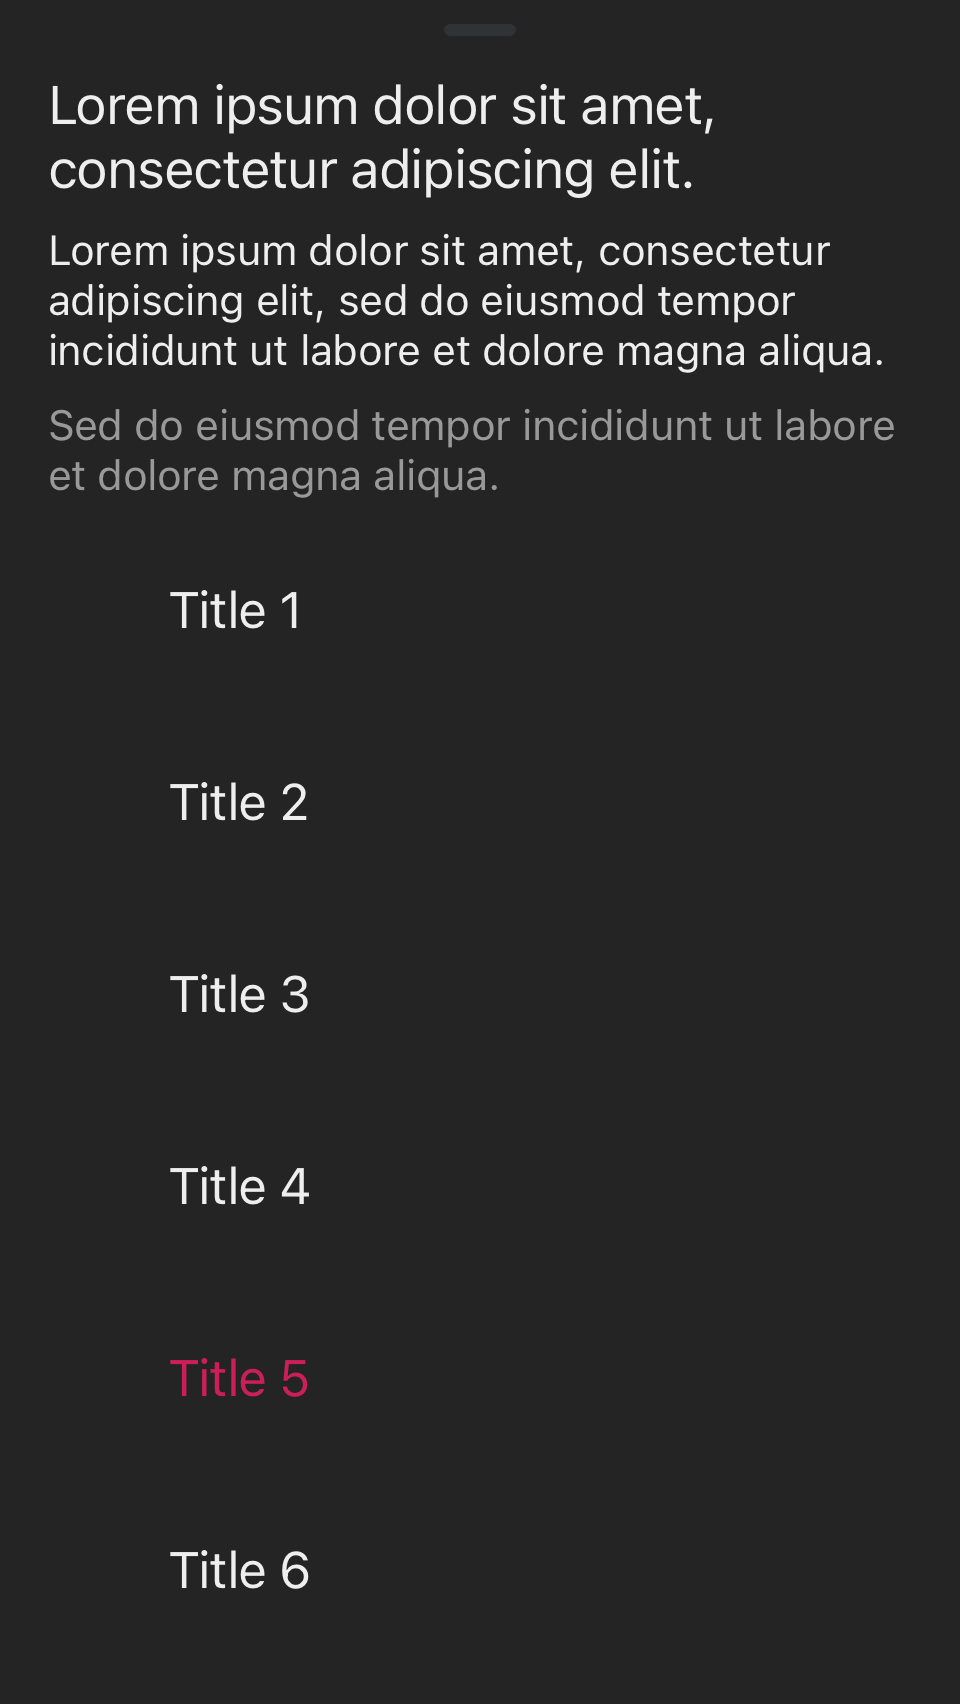 Lorem ipsum dolor sit amet,
consectetur adipiscing elit.
Lorem ipsum dolor sit amet, consectetur
adipiscing elit, sed do eiusmod tempor
incididunt ut labore et dolore magna aliqua.
Sed do eiusmod tempor incididunt ut labore
et dolore magna aliqua.
Title 1
Title 2
Title 3
Title 4
Title 5
Title 6